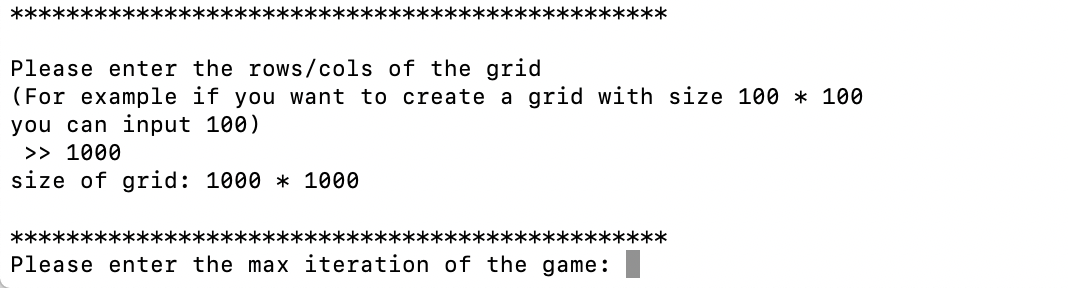 ***********************************************
Please enter the rows/cols of the grid
(For example if you want to create a grid with size 100 * 100
you can input 100)
 >> 1000
size of grid: 1000 * 1000
***********************************************
Please enter the max iteration of the game: